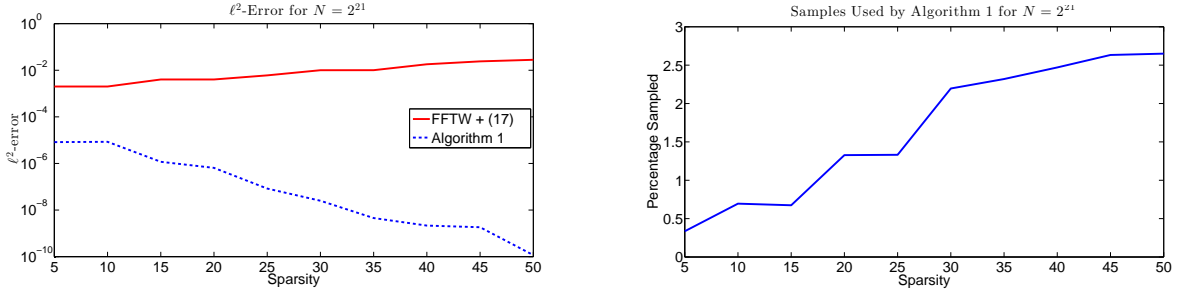 ℓ²-Error for N = 2²¹
10⁰
10⁻²
10⁻⁴
10⁻⁶
10⁻⁸
10⁻¹⁰
ℓ²-error
FFTW + (17)
Algorithm 1
5 10 15 20 25 30 35 40 45 50
Sparsity
Samples Used by Algorithm 1 for N = 2²¹
3
2.5
2
1.5
1
0.5
0
Percentage Sampled
5 10 15 20 25 30 35 40 45 50
Sparsity